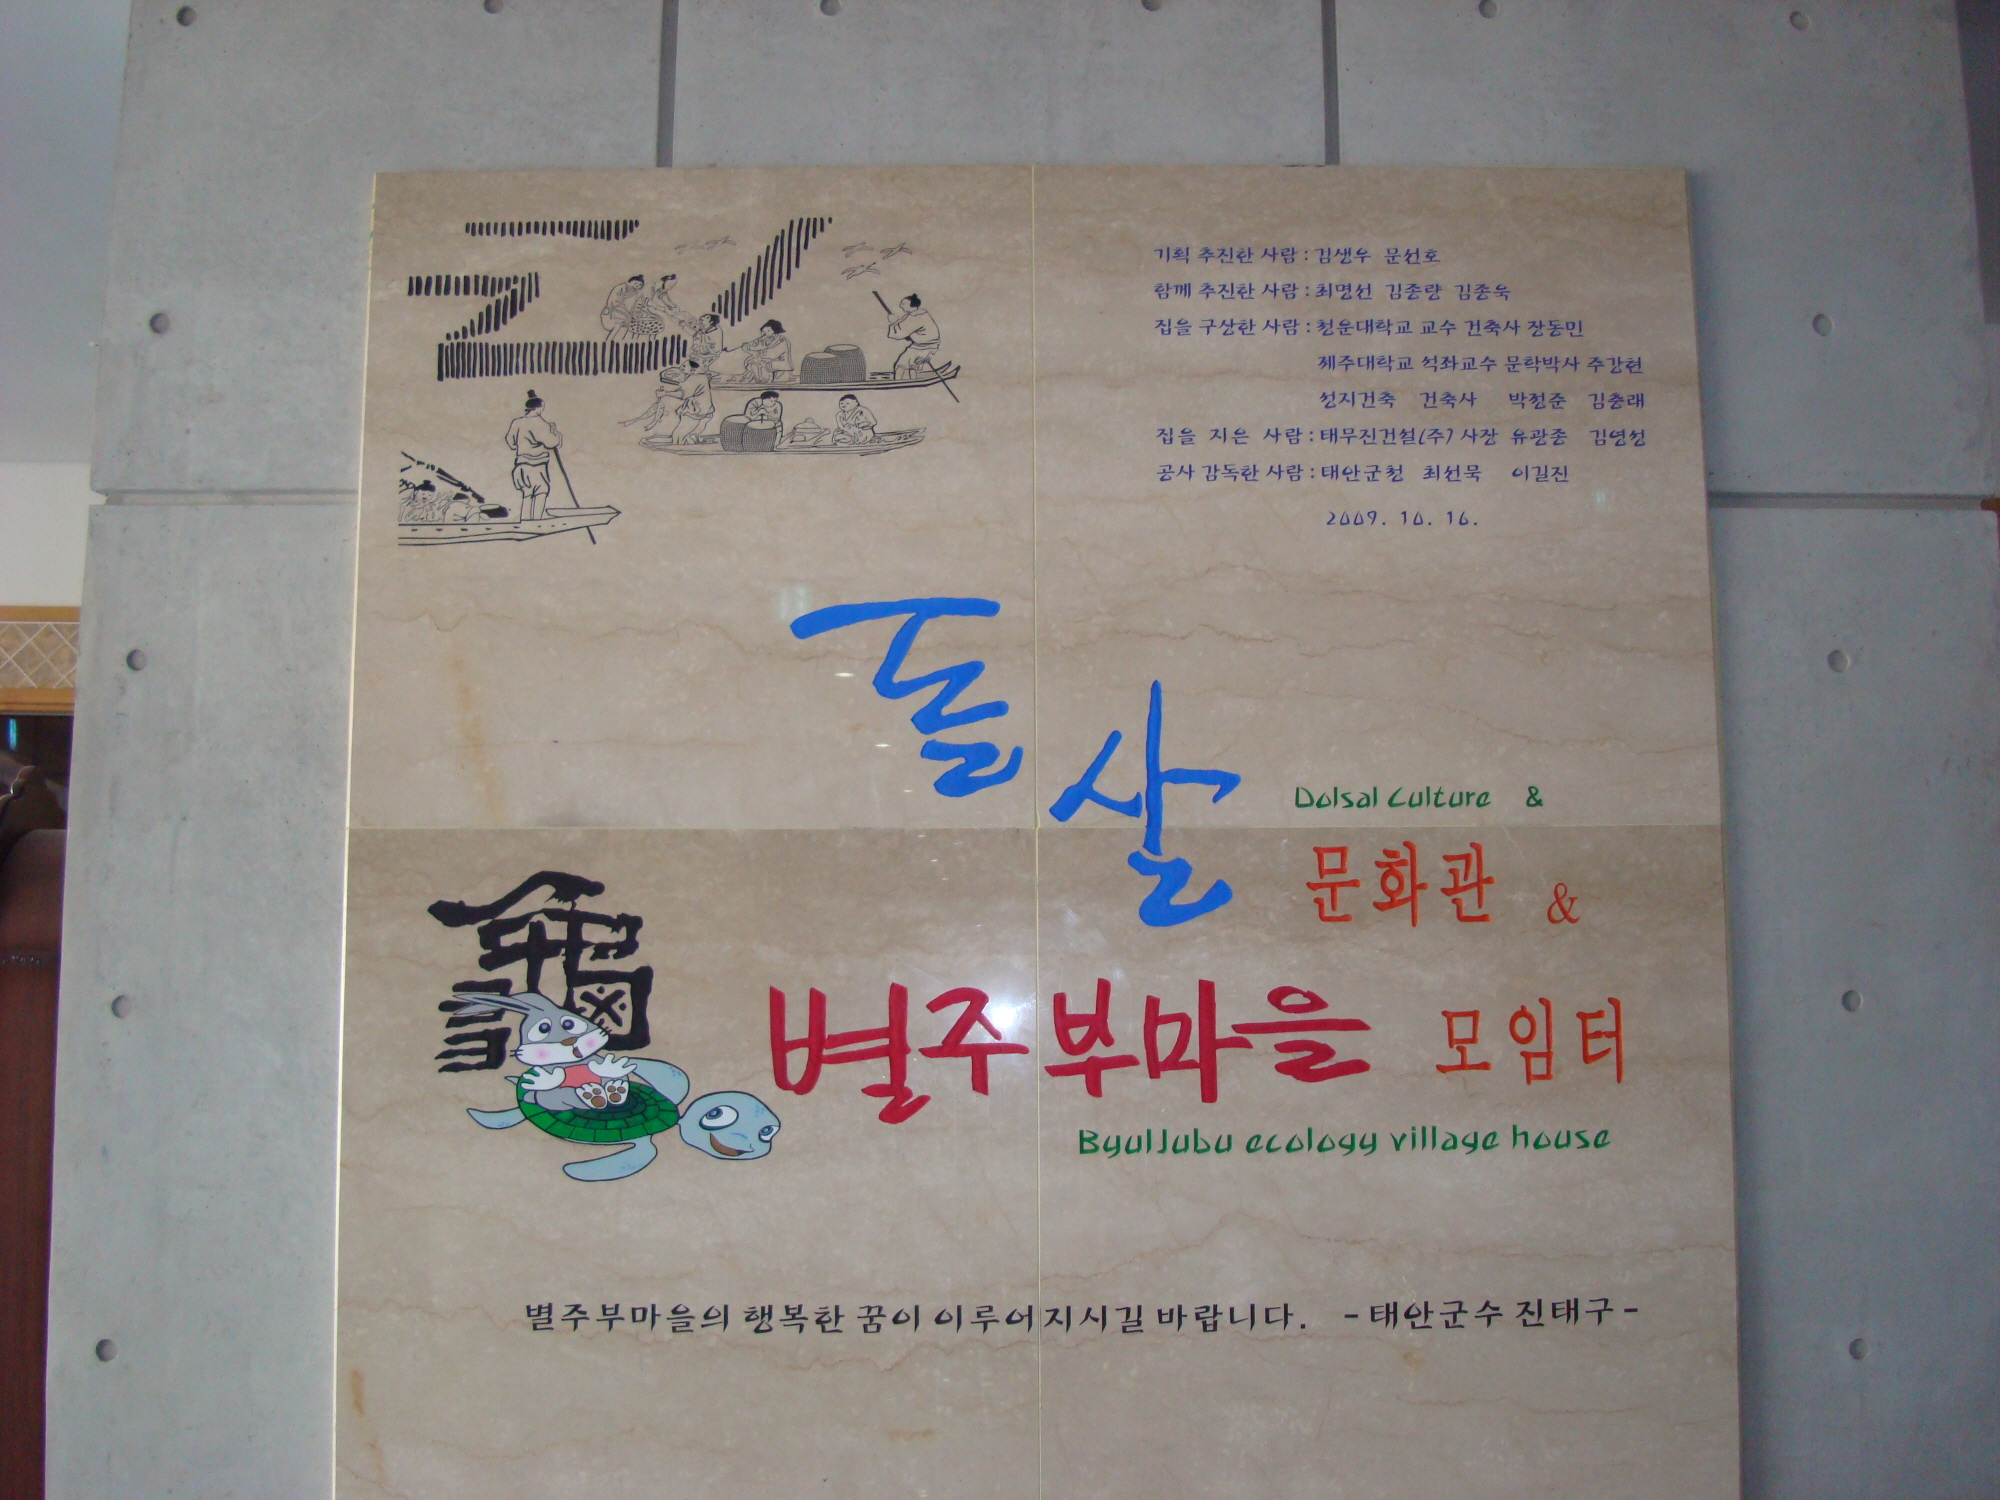 기획 추진한 사람 : 김생우 문선호
함께 추진한 사람 : 최명선 김종량 김종욱
집을 구상한 사람 : 청운대학교 교수 건축사 장동민
제주대학교 석좌교수 문학박사 주강현
성지건축 건축사 박청준 김충래
집을 지은 사람 : 태무진건설(주) 사장 유광종 김영성
공사 감독한 사람 : 태안군청 최선묵 이길진
2009. 10. 16.
돌살
Dolsal Culture &
문화관 &
龜
별주부마을 모임터
ByulJubu ecology village house
별주부마을의 행복한 꿈이 이루어지시길 바랍니다. - 태안군수 진태구 -